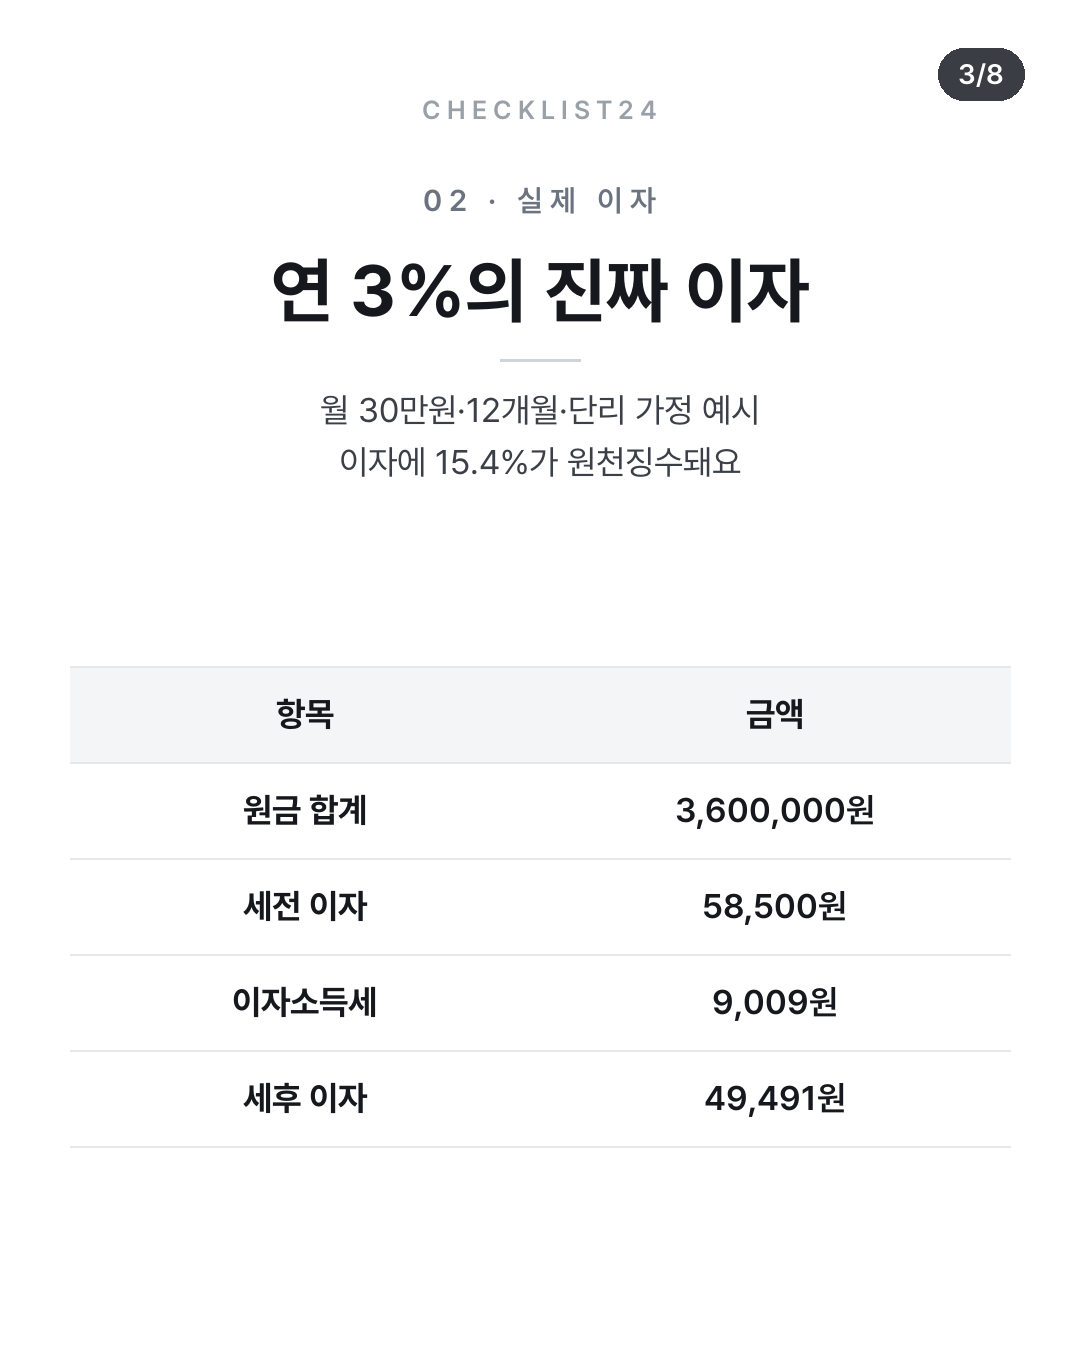 3/8
CHECKLIST24
02 · 실제 이자
연 3%의 진짜 이자
월 30만원·12개월·단리 가정 예시
이자에 15.4%가 원천징수돼요
항목 금액
원금 합계 3,600,000원
세전 이자 58,500원
이자소득세 9,009원
세후 이자 49,491원